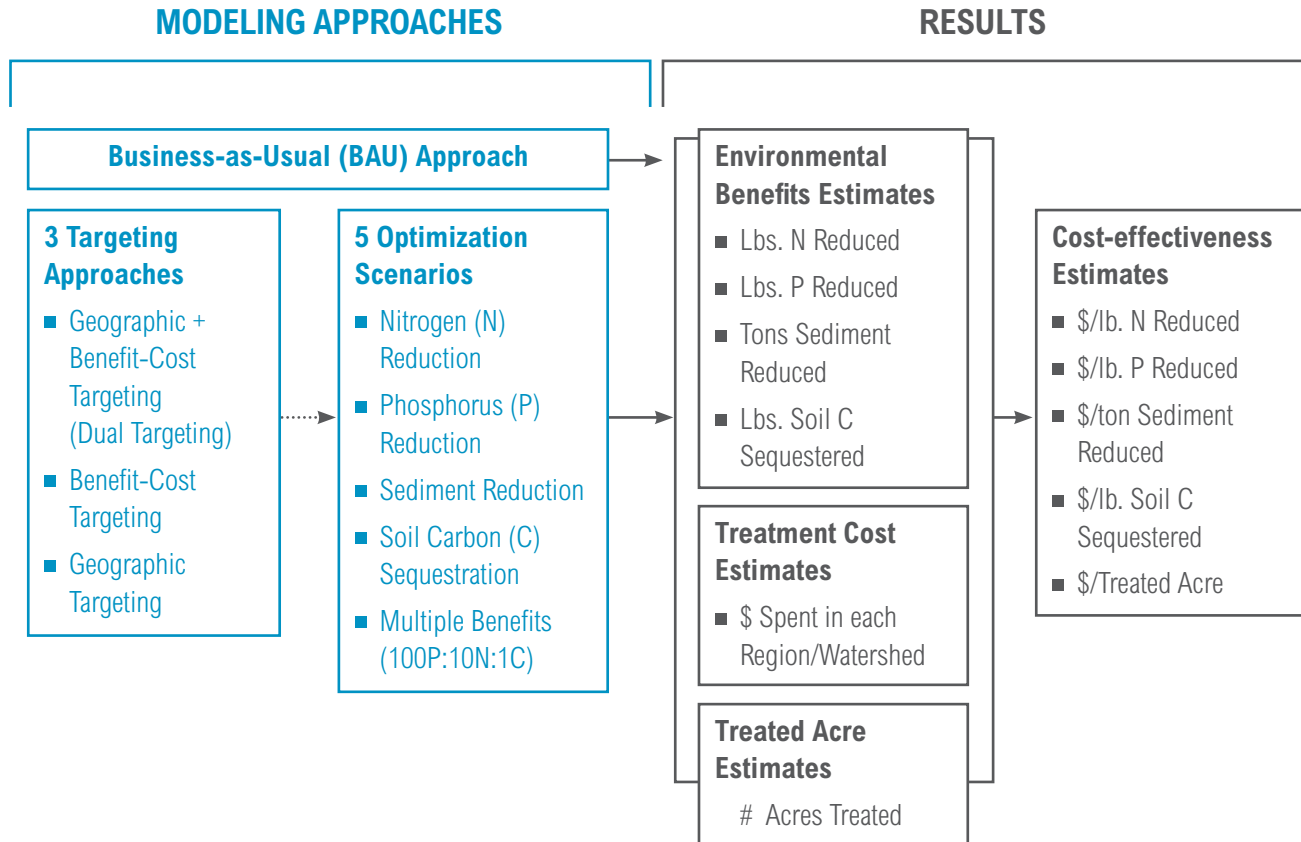 MODELING APPROACHES
RESULTS
Business-as-Usual (BAU) Approach
3 Targeting
Approaches
■ Geographic +
Benefit-Cost
Targeting
(Dual Targeting)
■ Benefit-Cost
Targeting
■ Geographic
Targeting
5 Optimization
Scenarios
■ Nitrogen (N)
Reduction
■ Phosphorus (P)
Reduction
■ Sediment Reduction
■ Soil Carbon (C)
Sequestration
■ Multiple Benefits
(100P:10N:1C)
Environmental
Benefits Estimates
■ Lbs. N Reduced
■ Lbs. P Reduced
■ Tons Sediment
Reduced
■ Lbs. Soil C
Sequestered
Treatment Cost
Estimates
■ $ Spent in each
Region/Watershed
Treated Acre
Estimates
# Acres Treated
Cost-effectiveness
Estimates
■ $/lb. N Reduced
■ $/lb. P Reduced
■ $/ton Sediment
Reduced
■ $/lb. Soil C
Sequestered
■ $/Treated Acre